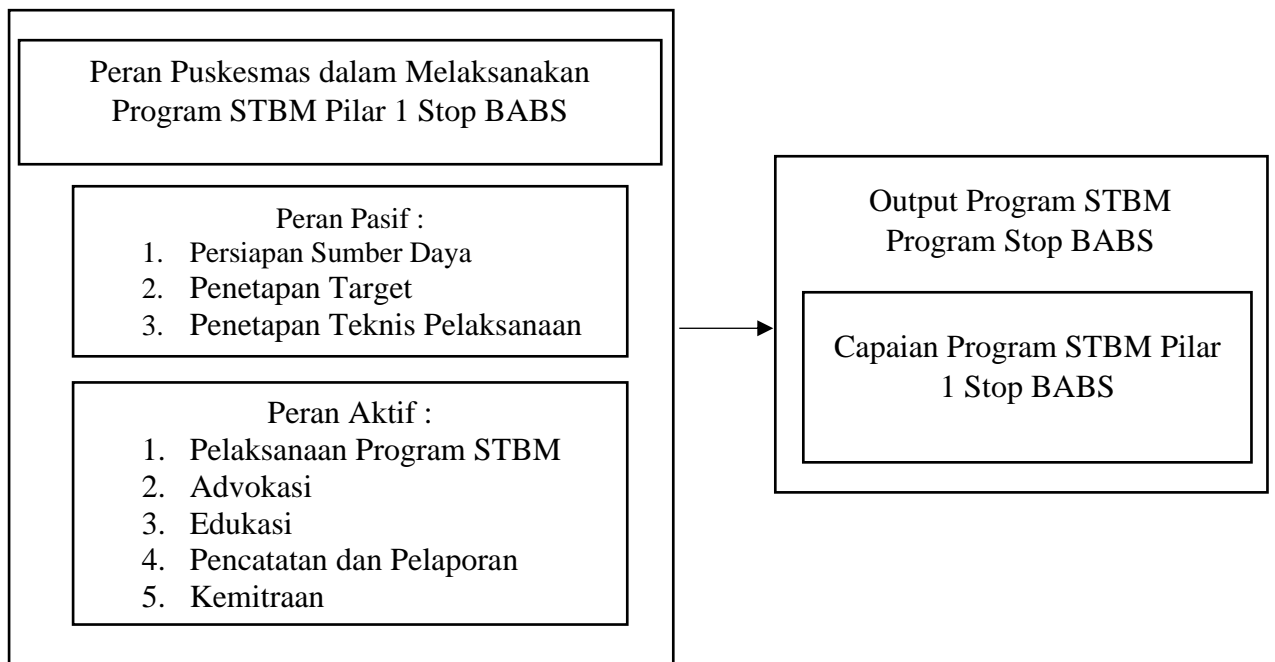 Peran Puskesmas dalam Melaksanakan
Program STBM Pilar 1 Stop BABS
Peran Pasif :
1. Persiapan Sumber Daya
2. Penetapan Target
3. Penetapan Teknis Pelaksanaan
Peran Aktif :
1. Pelaksanaan Program STBM
2. Advokasi
3. Edukasi
4. Pencatatan dan Pelaporan
5. Kemitraan
Output Program STBM
Program Stop BABS
Capaian Program STBM Pilar
1 Stop BABS